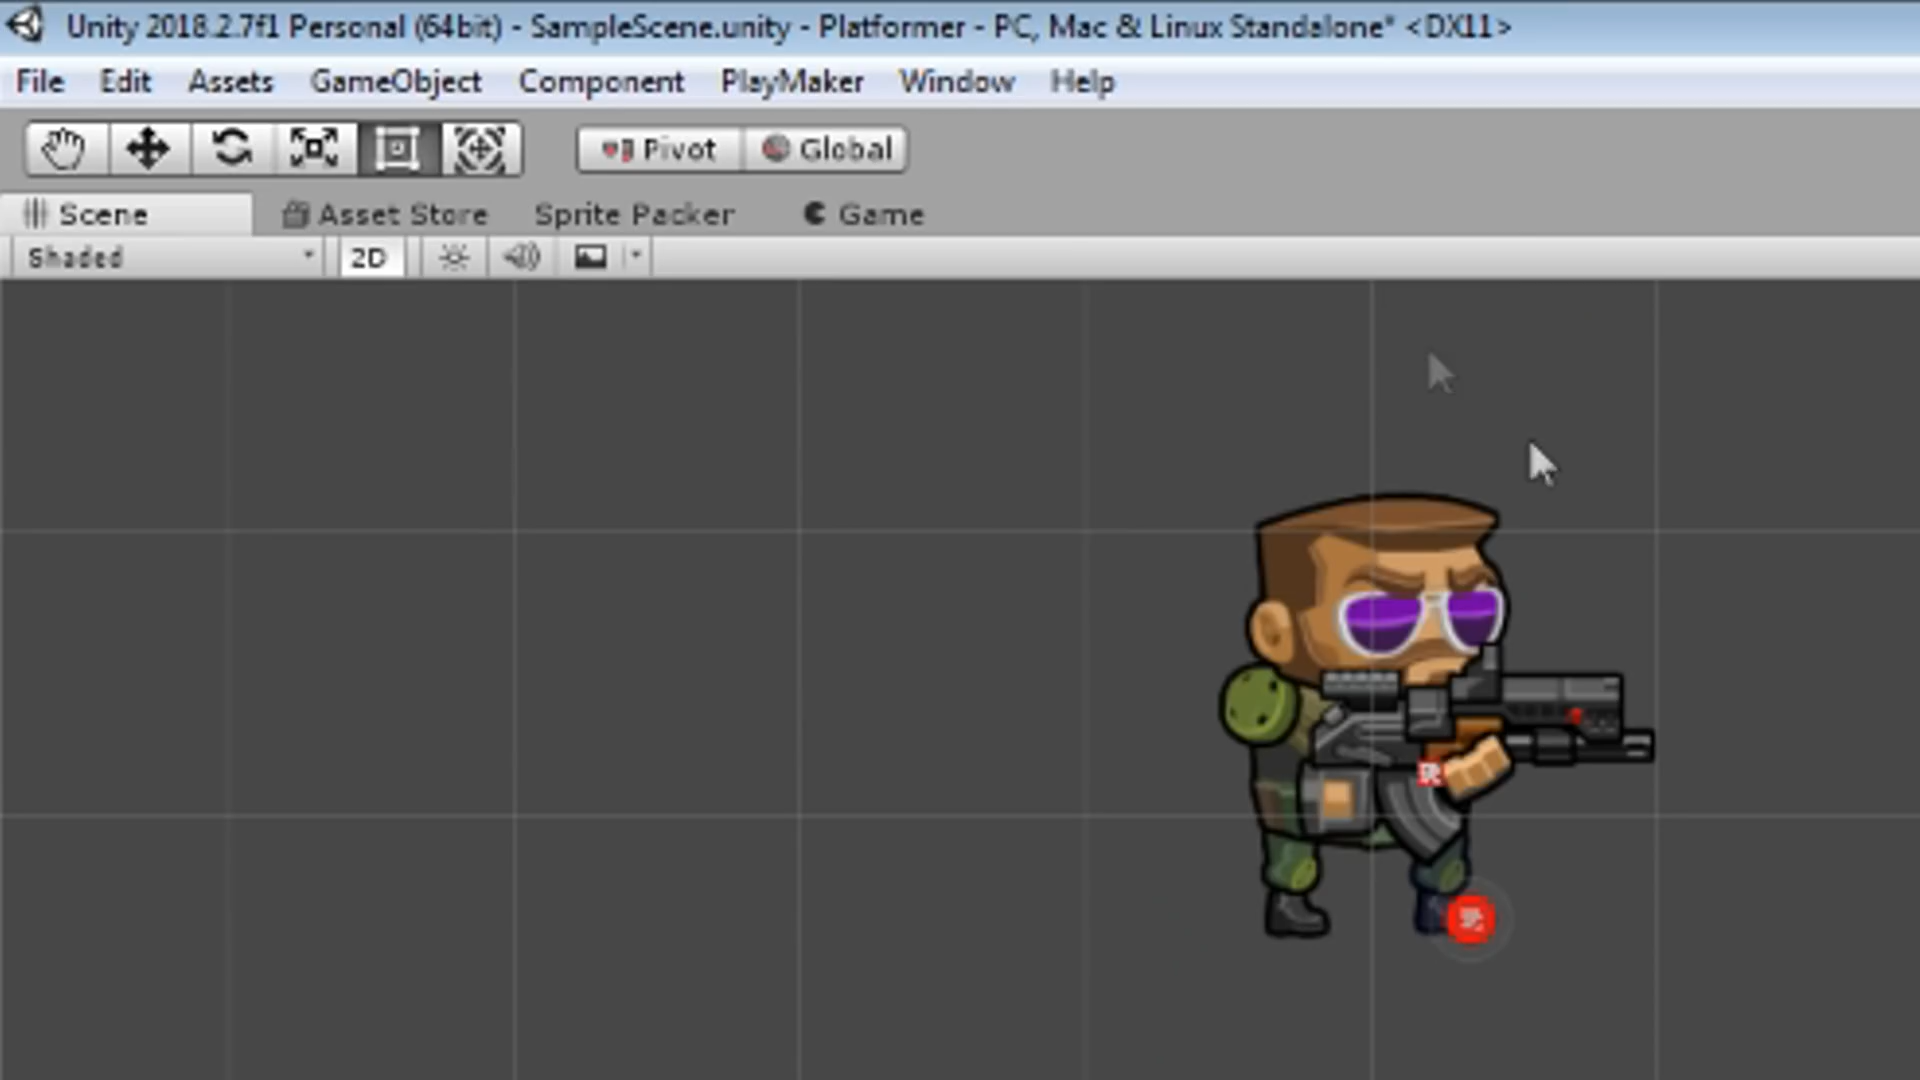 Unity 2018.2.7f1 Personal (64bit) - SampleScene.unity - Platformer - PC, Mac & Linux Standalone* <DX11>
File Edit Assets GameObject Component PlayMaker Window Help
Pivot Global
Scene Asset Store Sprite Packer Game
Shaded 2D